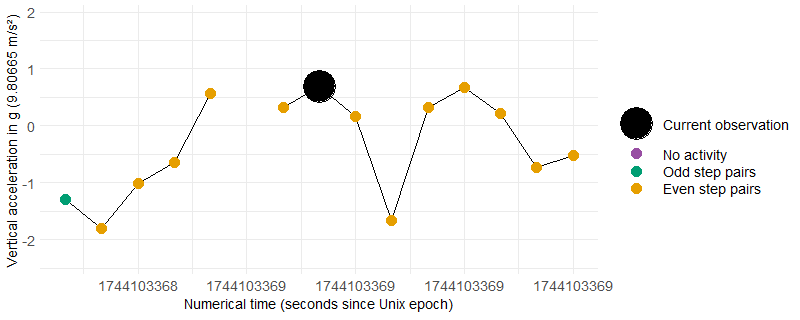 Vertical acceleration in g (9.80665 m/s²)
2
1
0
-1
-2
1744103368
1744103369
1744103369
1744103369
1744103369
Numerical time (seconds since Unix epoch)
Current observation
No activity
Odd step pairs
Even step pairs